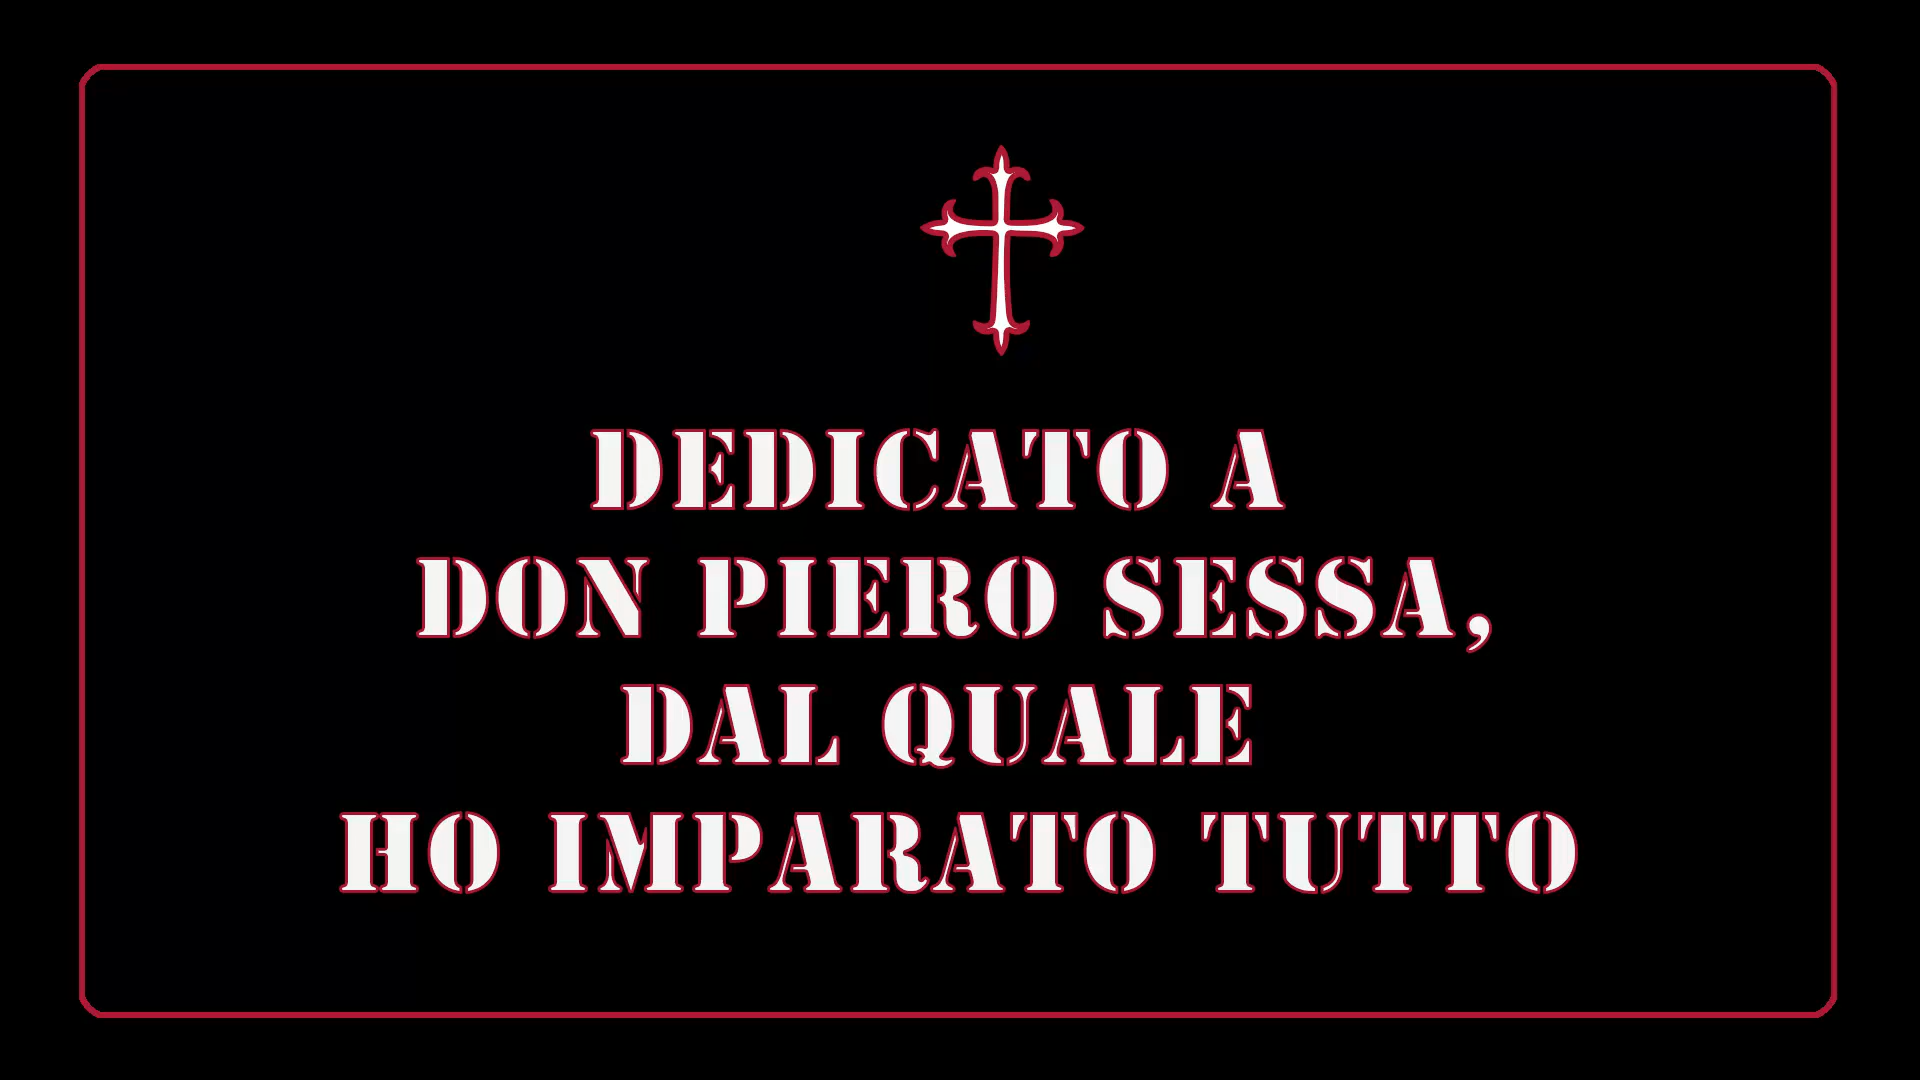 DEDICATO A
DON PIERO SESSA,
DAL QUALE
HO IMPARATO TUTTO